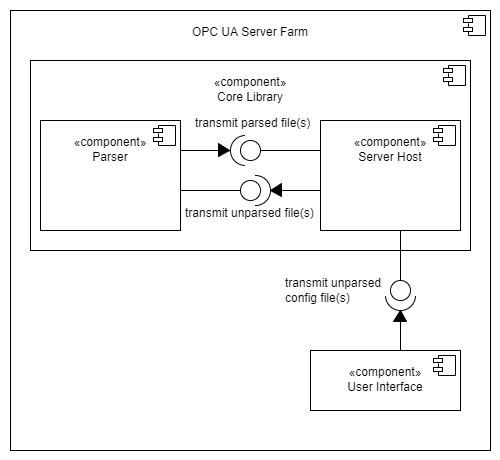 OPC UA Server Farm
«component»
Core Library
transmit parsed file(s)
«component»
Parser
«component»
Server Host
transmit unparsed file(s)
transmit unparsed
config file(s)
«component»
User Interface